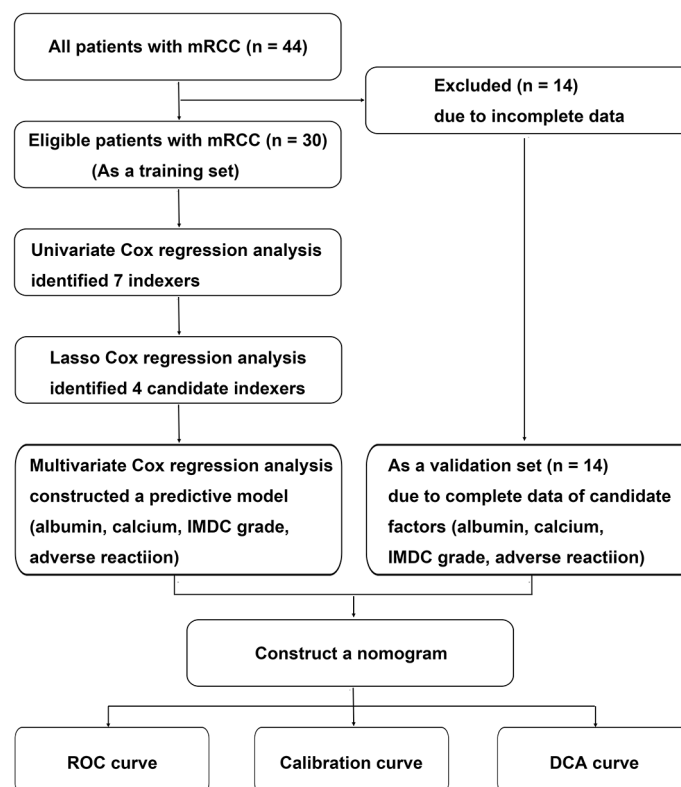 All patients with mRCC (n = 44)
Excluded (n = 14)
due to incomplete data
Eligible patients with mRCC (n = 30)
(As a training set)
Univariate Cox regression analysis
identified 7 indexers
Lasso Cox regression analysis
identified 4 candidate indexers
Multivariate Cox regression analysis
constructed a predictive model
(albumin, calcium, IMDC grade,
adverse reactiion)
As a validation set (n = 14)
due to complete data of candidate
factors (albumin, calcium,
IMDC grade, adverse reactiion)
Construct a nomogram
ROC curve
Calibration curve
DCA curve